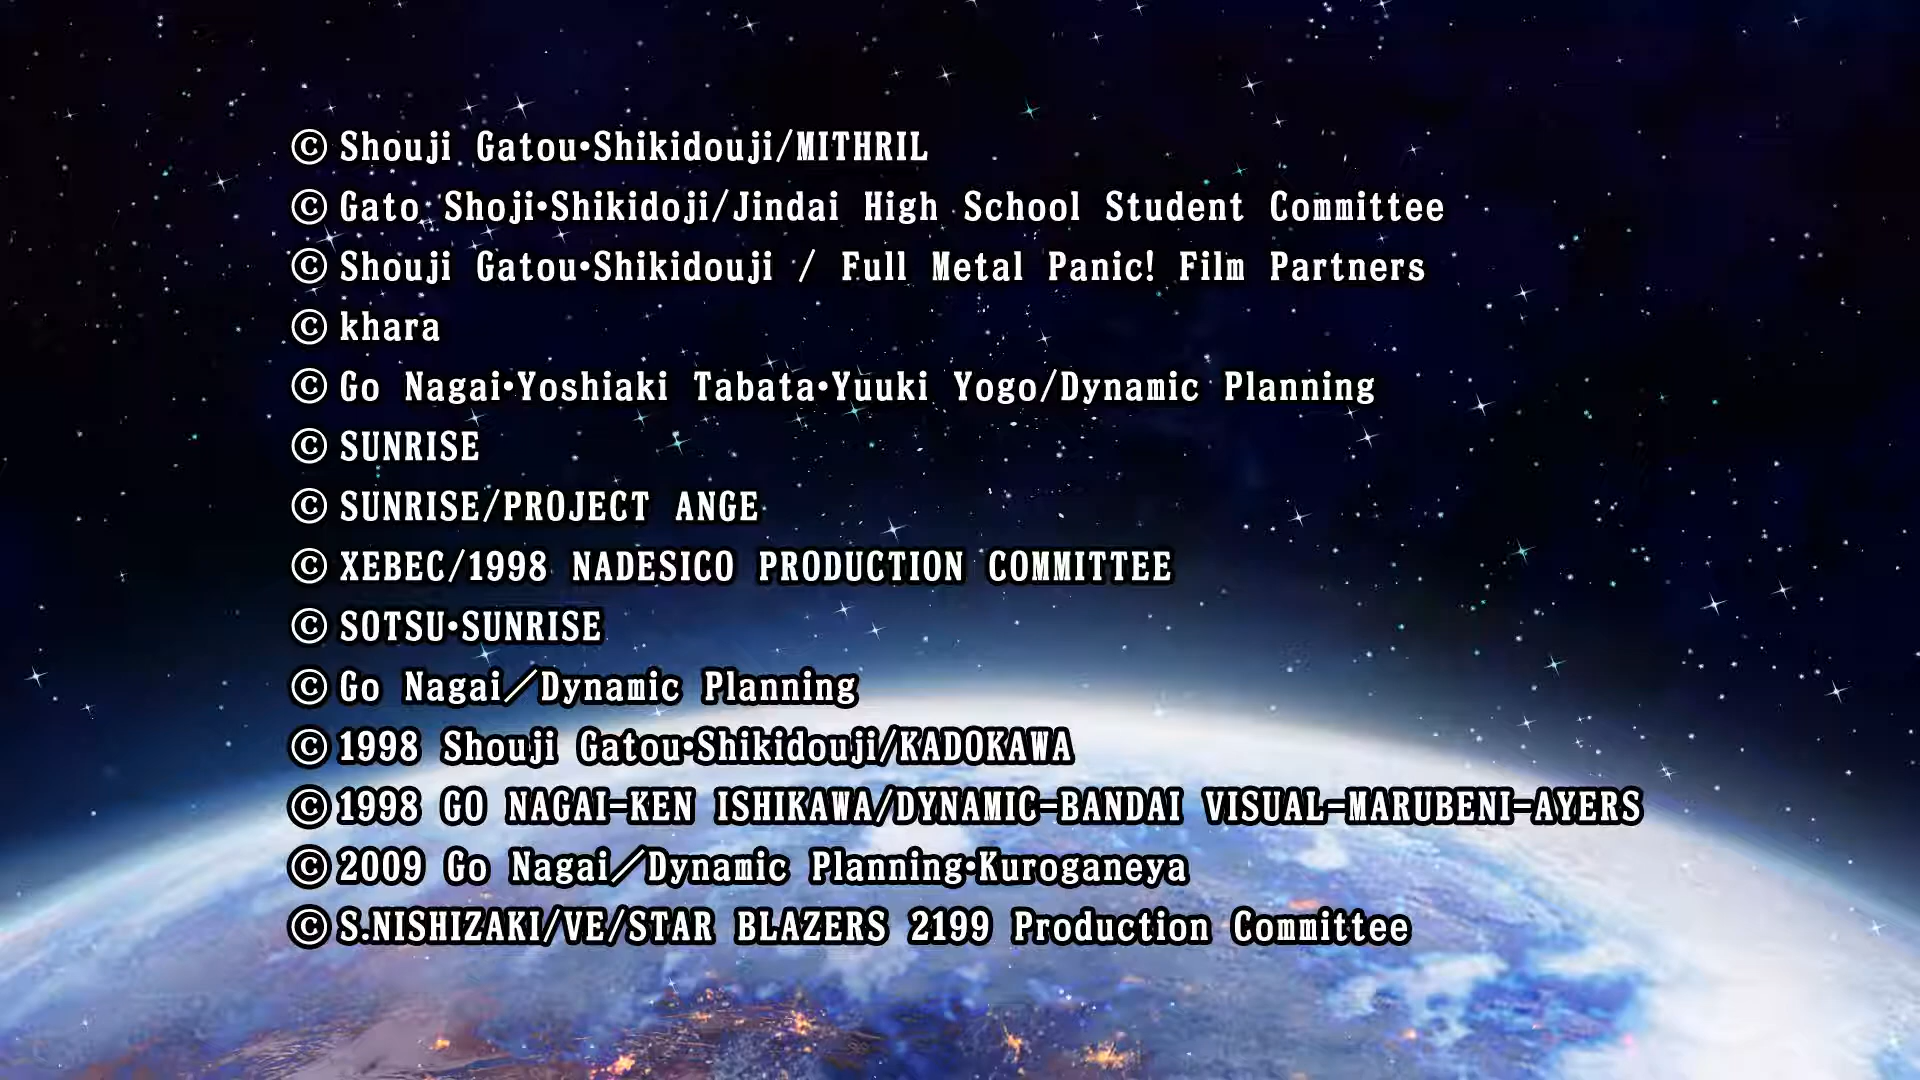 ©Shouji Gatou•Shikidouji/MITHRIL
©Gato Shoji•Shikidoji/Jindai High School Student Committee
©Shouji Gatou•Shikidouji / Full Metal Panic! Film Partners
©khara
©Go Nagai•Yoshiaki Tabata•Yuuki Yogo/Dynamic Planning
©SUNRISE
©SUNRISE/PROJECT ANGE
©XEBEC/1998 NADESICO PRODUCTION COMMITTEE
©SOTSU•SUNRISE
©Go Nagai／Dynamic Planning
©1998 Shouji Gatou•Shikidouji/KADOKAWA
©1998 GO NAGAI-KEN ISHIKAWA/DYNAMIC-BANDAI VISUAL-MARUBENI-AYERS
©2009 Go Nagai／Dynamic Planning•Kuroganeya
©S.NISHIZAKI/VE/STAR BLAZERS 2199 Production Committee